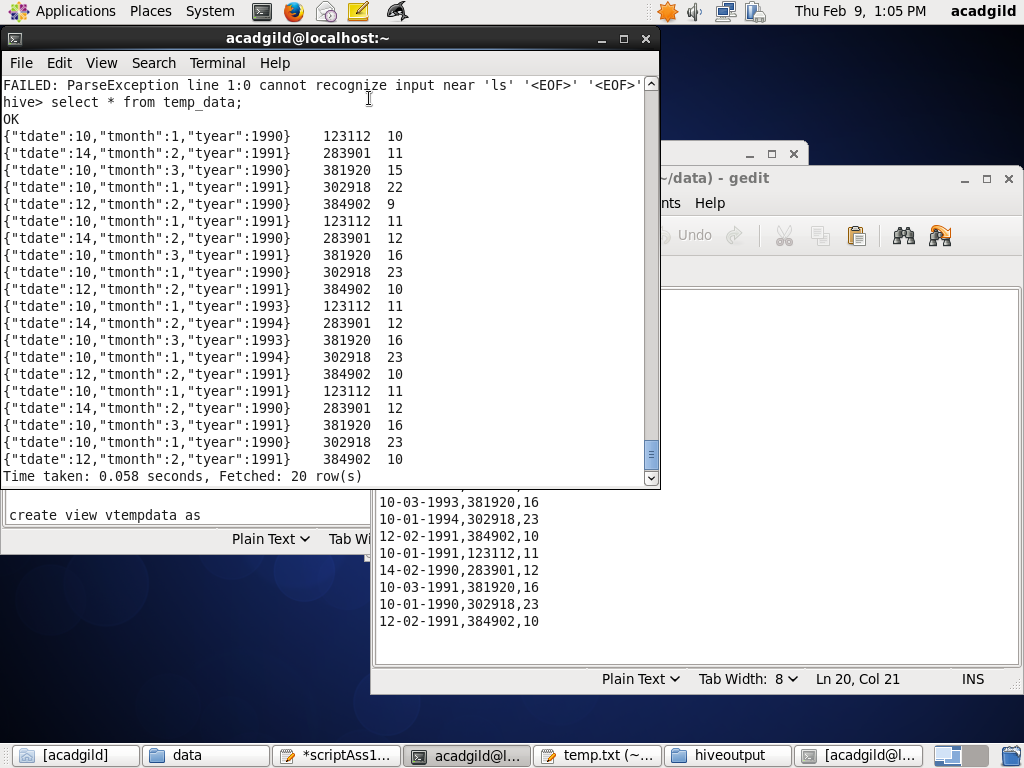 Applications Places System Thu Feb 9, 1:05 PM acadgild
acadgild@localhost:~
File Edit View Search Terminal Help
FAILED: ParseException line 1:0 cannot recognize input near 'ls' '<EOF>' '<EOF>'
hive> select * from temp_data;
OK
{"tdate":10,"tmonth":1,"tyear":1990} 123112 10
{"tdate":14,"tmonth":2,"tyear":1991} 283901 11
{"tdate":10,"tmonth":3,"tyear":1990} 381920 15
{"tdate":10,"tmonth":1,"tyear":1991} 302918 22
{"tdate":12,"tmonth":2,"tyear":1990} 384902 9
{"tdate":10,"tmonth":1,"tyear":1991} 123112 11
{"tdate":14,"tmonth":2,"tyear":1990} 283901 12
{"tdate":10,"tmonth":3,"tyear":1991} 381920 16
{"tdate":10,"tmonth":1,"tyear":1990} 302918 23
{"tdate":12,"tmonth":2,"tyear":1991} 384902 10
{"tdate":10,"tmonth":1,"tyear":1993} 123112 11
{"tdate":14,"tmonth":2,"tyear":1994} 283901 12
{"tdate":10,"tmonth":3,"tyear":1993} 381920 16
{"tdate":10,"tmonth":1,"tyear":1994} 302918 23
{"tdate":12,"tmonth":2,"tyear":1991} 384902 10
{"tdate":10,"tmonth":1,"tyear":1991} 123112 11
{"tdate":14,"tmonth":2,"tyear":1990} 283901 12
{"tdate":10,"tmonth":3,"tyear":1991} 381920 16
{"tdate":10,"tmonth":1,"tyear":1990} 302918 23
{"tdate":12,"tmonth":2,"tyear":1991} 384902 10
Time taken: 0.058 seconds, Fetched: 20 row(s)
~/data) - gedit
nts Help
Undo
create view vtempdata as
Plain Text Tab Wi
10-03-1993,381920,16
10-01-1994,302918,23
12-02-1991,384902,10
10-01-1991,123112,11
14-02-1990,283901,12
10-03-1991,381920,16
10-01-1990,302918,23
12-02-1991,384902,10
Plain Text Tab Width: 8 Ln 20, Col 21 INS
[acadgild] data *scriptAss1... acadgild@l... temp.txt (~... hiveoutput [acadgild@l...